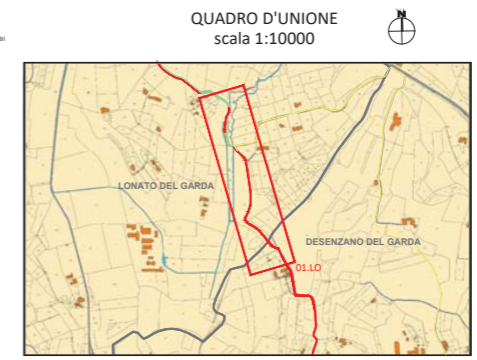 QUADRO D'UNIONE
scala 1:10000
N
LONATO DEL GARDA
DESENZANO DEL GARDA
01.LO